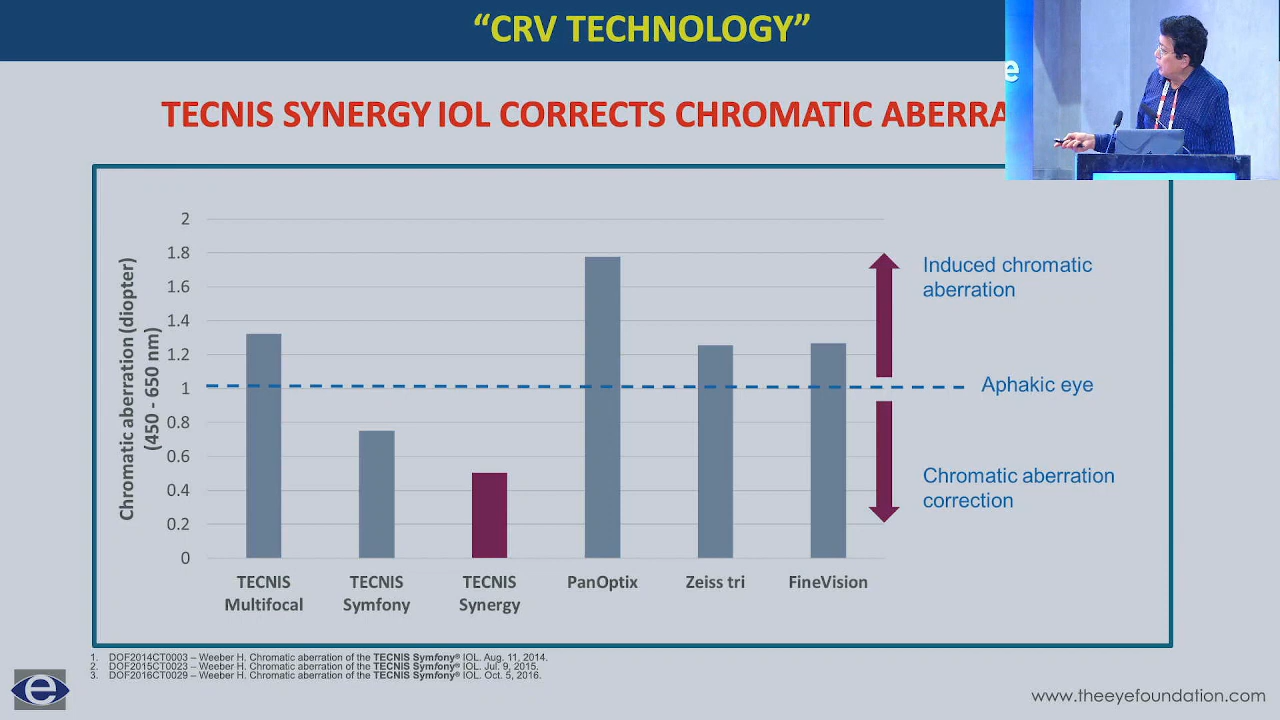 “CRV TECHNOLOGY”
TECNIS SYNERGY IOL CORRECTS CHROMATIC
e
Chromatic aberration (diopter)
(450 - 650 nm)
2
1.8
1.6
1.4
1.2
1
0.8
0.6
0.4
0.2
0
Induced chromatic
aberration
Aphakic eye
Chromatic aberration
correction
TECNIS
Multifocal
TECNIS
Symfony
TECNIS
Synergy
PanOptix
Zeiss tri
FineVision
1. DOF2014CT0003 – Weeber H. Chromatic aberration of the TECNIS Symfony® IOL. Aug. 11, 2014.
2. DOF2015CT0023 – Weeber H. Chromatic aberration of the TECNIS Symfony® IOL. Jul. 9, 2015.
3. DOF2016CT0029 – Weeber H. Chromatic aberration of the TECNIS Symfony® IOL. Oct. 5, 2016.
e
www.theeyefoundation.com